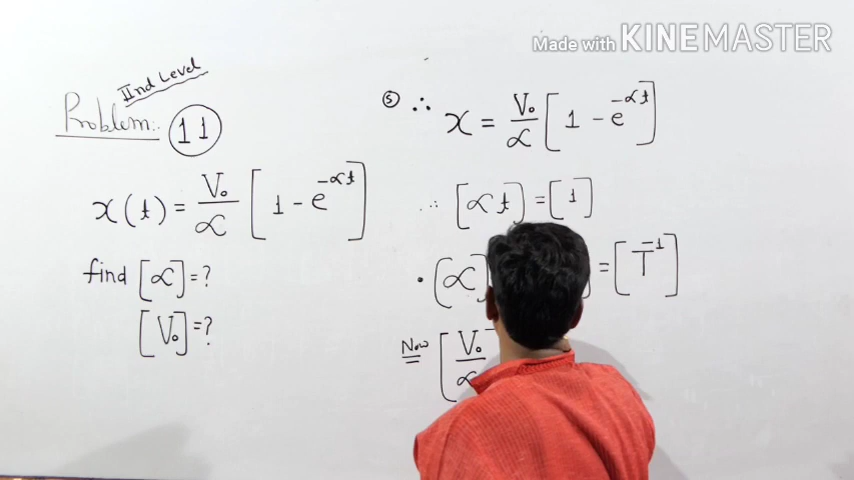 Made with KINEMASTER
IInd Level
Problem:. 11
x(t) = V₀/α [1 - e^-αt]
find [α] = ?
[V₀] = ?
⑤ ∴ x = V₀/α [1 - e^-αt]
∴ [αt] = [1]
• [α] = [T^-1]
Now [V₀/α